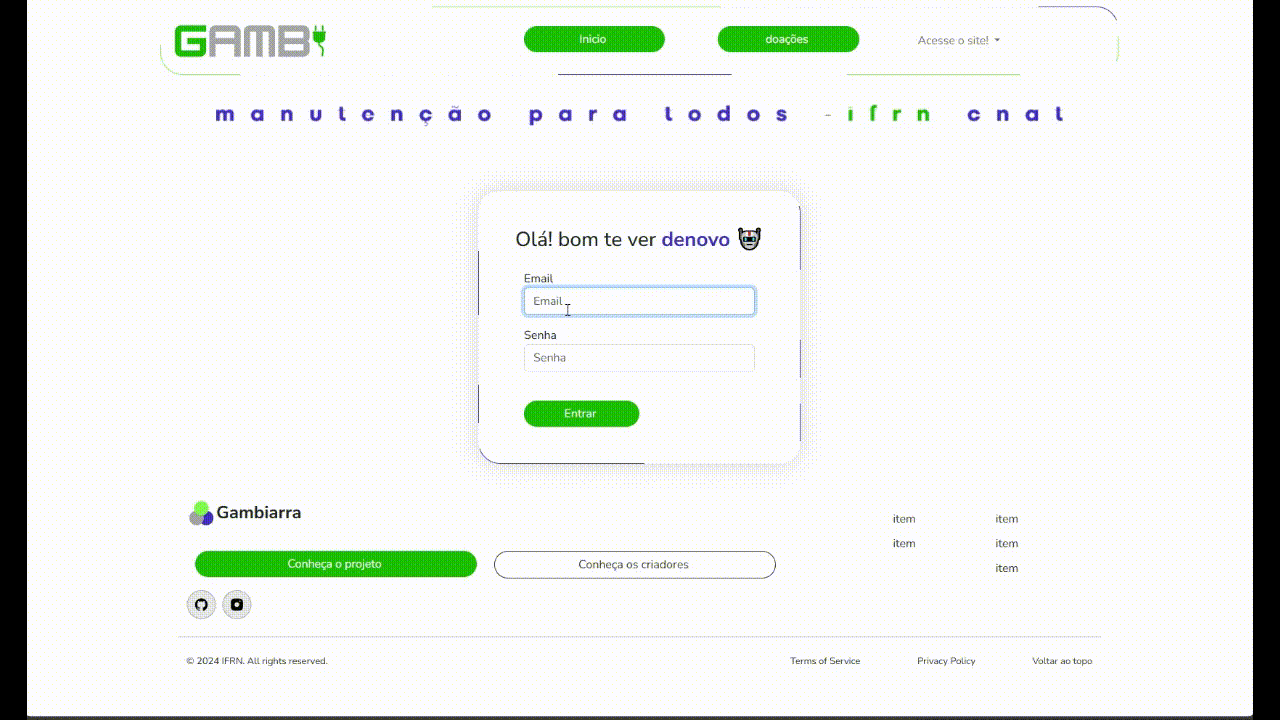 GAMBI
Inicio
doações
Acesse o site!
manutenção para todos -ifrn cnat
Olá! bom te ver denovo
Email
Email
Senha
Senha
Entrar
Gambiarra
item item
item item
item
Conheça o projeto
Conheça os criadores
© 2024 IFRN. All rights reserved.
Terms of Service
Privacy Policy
Voltar ao topo